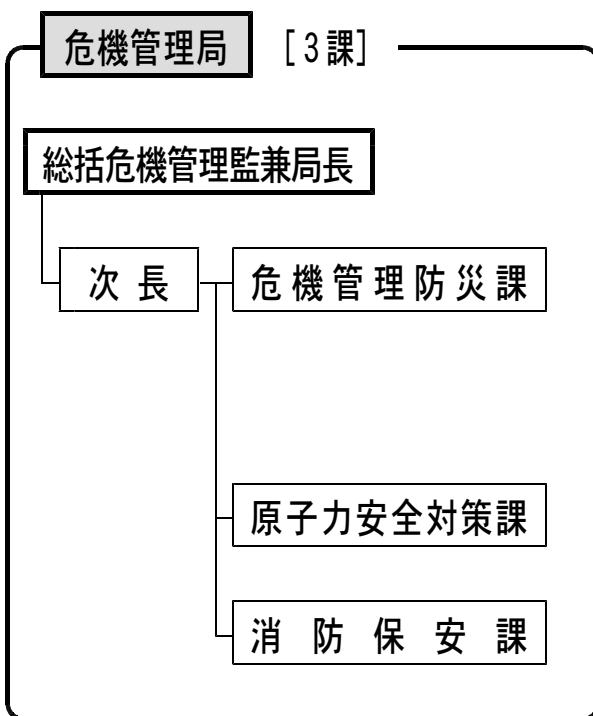 危機管理局 [3課]
総括危機管理監兼局長
次長 危機管理防災課
原子力安全対策課
消防保安課